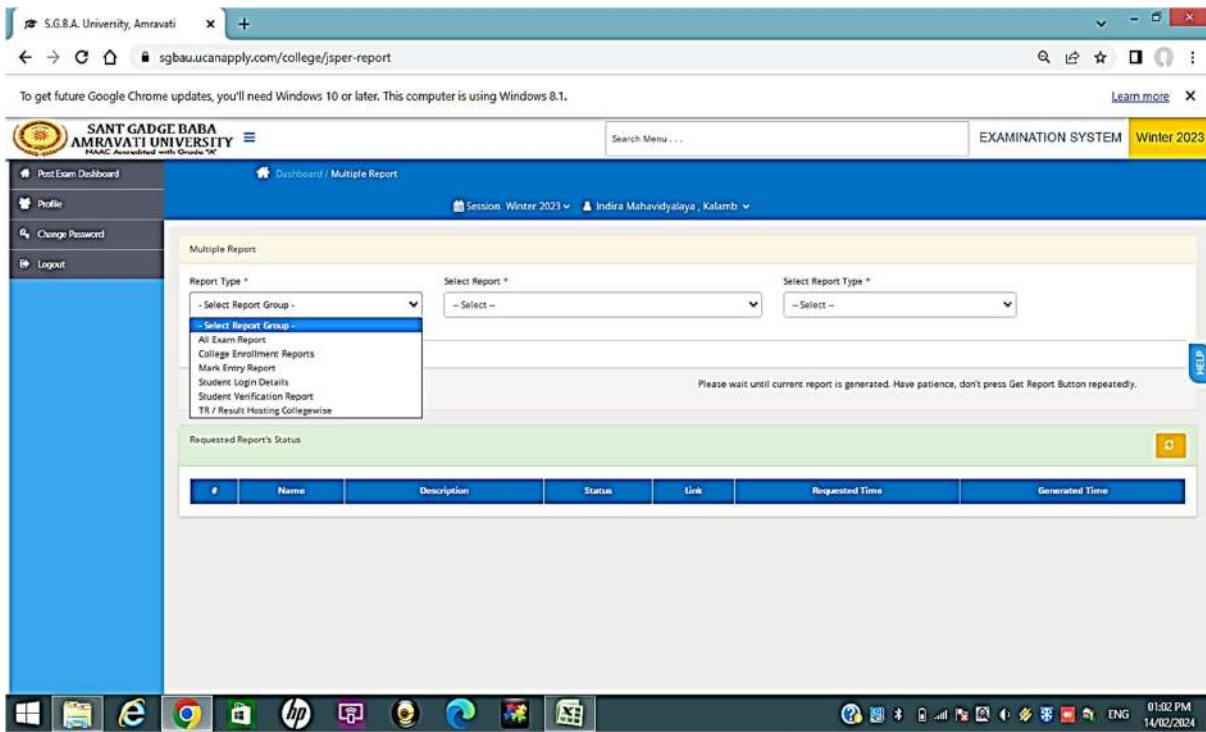 S.G.B.A. University, Amravati
sgbau.ucanapply.com/college/jsper-report
To get future Google Chrome updates, you'll need Windows 10 or later. This computer is using Windows 8.1. Learn more
SANT GADGE BABA
AMRAVATI UNIVERSITY
NAAC Accredited with Grade "A"
Search Menu . . .
EXAMINATION SYSTEM Winter 2023
Post Exam Dashboard
Profile
Change Password
Logout
Dashboard / Multiple Report
Session Winter 2023 Indira Mahavidyalaya , Kalamb
Multiple Report
Report Type * Select Report * Select Report Type *
- Select Report Group - -- Select -- -- Select --
- Select Report Group -
All Exam Report
College Enrollment Reports
Mark Entry Report
Student Login Details
Student Verification Report
TR / Result Hosting Collegewise
Please wait until current report is generated. Have patience, don't press Get Report Button repeatedly.
HELP
Requested Report's Status
# Name Description Status Link Requested Time Generated Time
hp
ENG
01:02 PM
14/02/2024